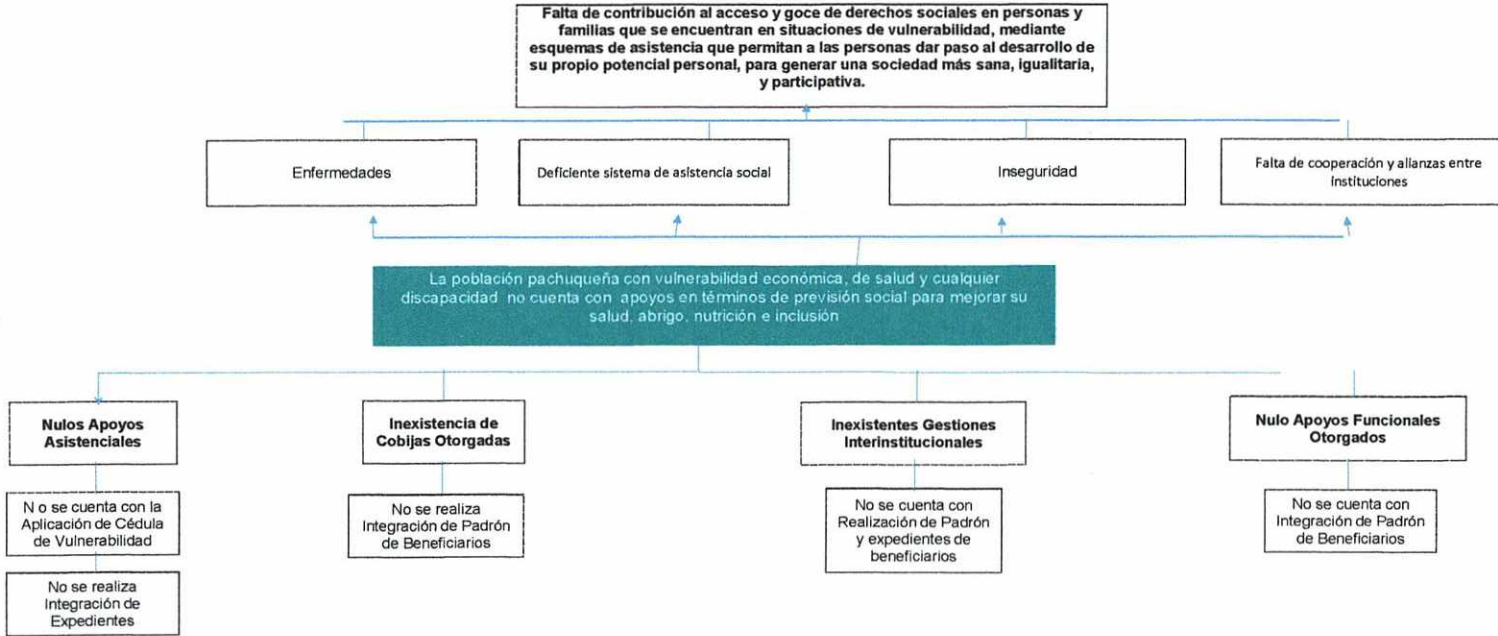 Falta de contribución al acceso y goce de derechos sociales en personas y
familias que se encuentran en situaciones de vulnerabilidad, mediante
esquemas de asistencia que permitan a las personas dar paso al desarrollo de
su propio potencial personal, para generar una sociedad más sana, igualitaria,
y participativa.
Enfermedades
Deficiente sistema de asistencia social
Inseguridad
Falta de cooperación y alianzas entre
instituciones
La población pachuqueña con vulnerabilidad económica, de salud y cualquier
discapacidad no cuenta con apoyos en términos de previsión social para mejorar su
salud, abrigo, nutrición e inclusión
Nulos Apoyos
Asistenciales
Inexistencia de
Cobijas Otorgadas
Inexistentes Gestiones
Interinstitucionales
Nulo Apoyos Funcionales
Otorgados
N o se cuenta con la
Aplicación de Cédula
de Vulnerabilidad
No se realiza
Integración de Padrón
de Beneficiarios
No se cuenta con
Realización de Padrón
y expedientes de
beneficiarios
No se cuenta con
Integración de Padrón
de Beneficiarios
No se realiza
Integración de
Expedientes